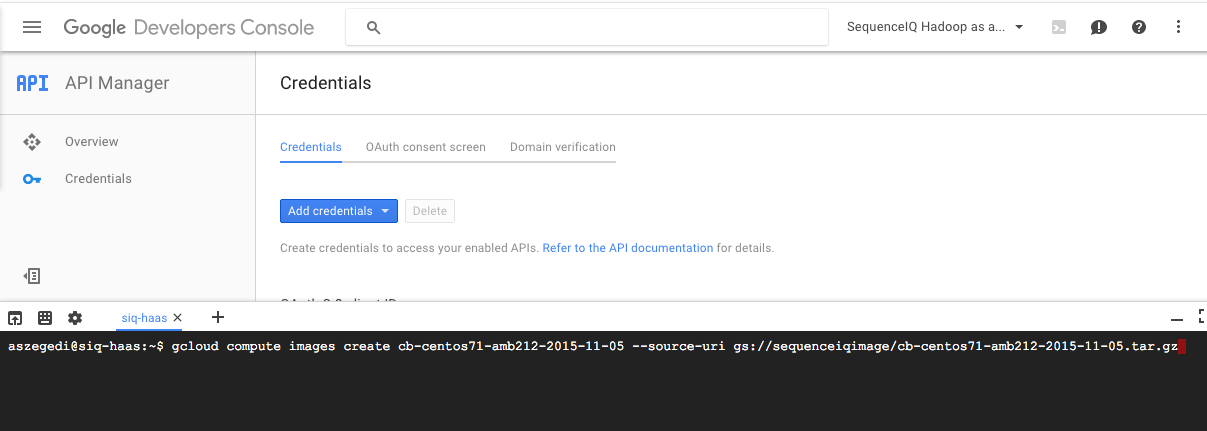 Google Developers Console
SequenceIQ Hadoop as a...
API API Manager
Credentials
Overview
Credentials
Credentials OAuth consent screen Domain verification
Add credentials Delete
Create credentials to access your enabled APIs. Refer to the API documentation for details.
siq-haas
aszegedi@siq-haas:~$ gcloud compute images create cb-centos71-amb212-2015-11-05 --source-uri gs://sequenceiqimage/cb-centos71-amb212-2015-11-05.tar.gz